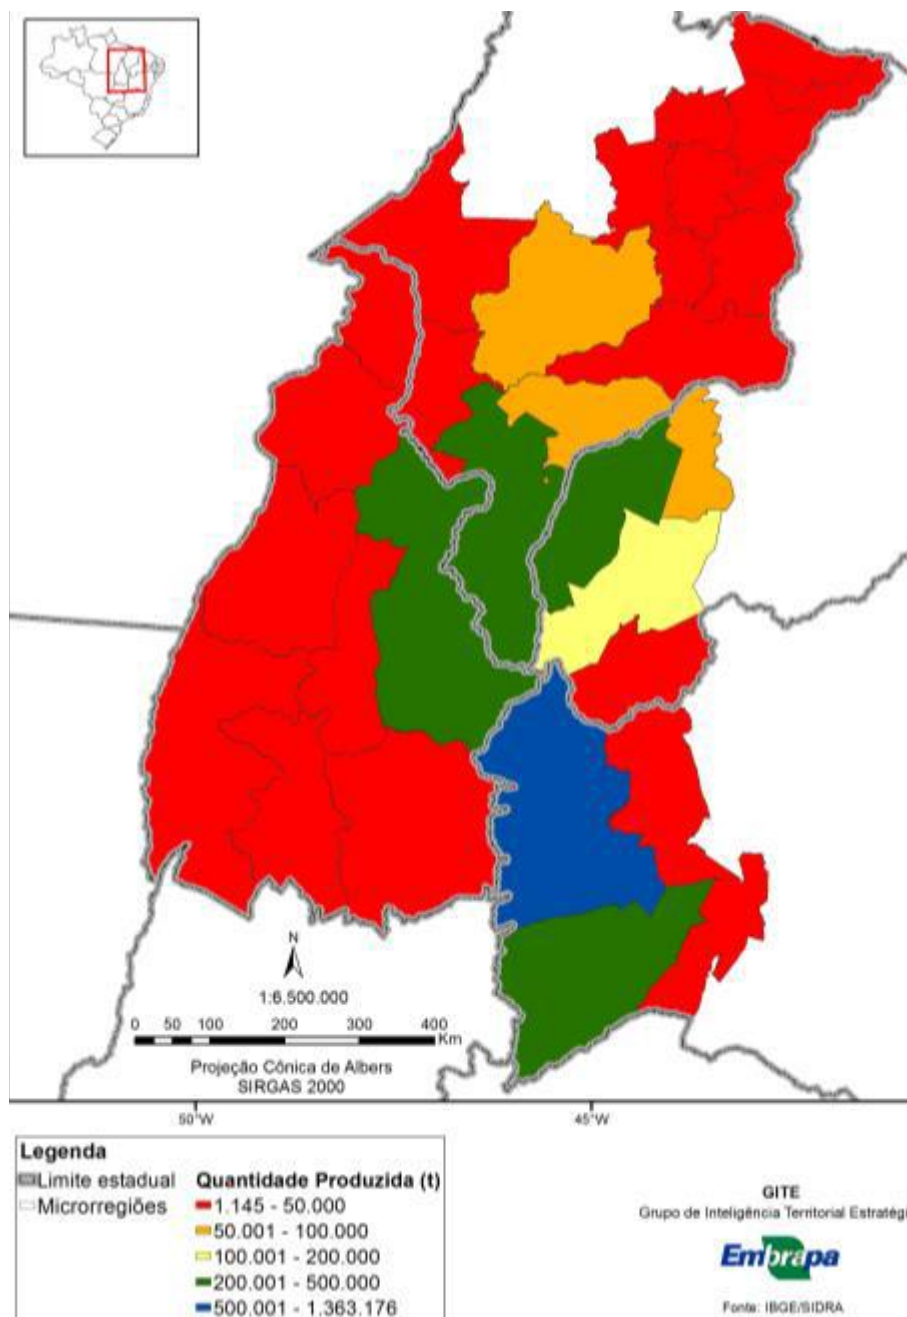 N
1:6.500.000
0 50 100 200 300 400
Km
Projeção Cônica de Albers
SIRGAS 2000
50°W 45°W
Legenda
Limite estadual
Microrregiões
Quantidade Produzida (t)
1.145 - 50.000
50.001 - 100.000
100.001 - 200.000
200.001 - 500.000
500.001 - 1.363.176
GITE
Grupo de Inteligência Territorial Estratégi
Embrapa
Fonte: IBGE/SIDRA